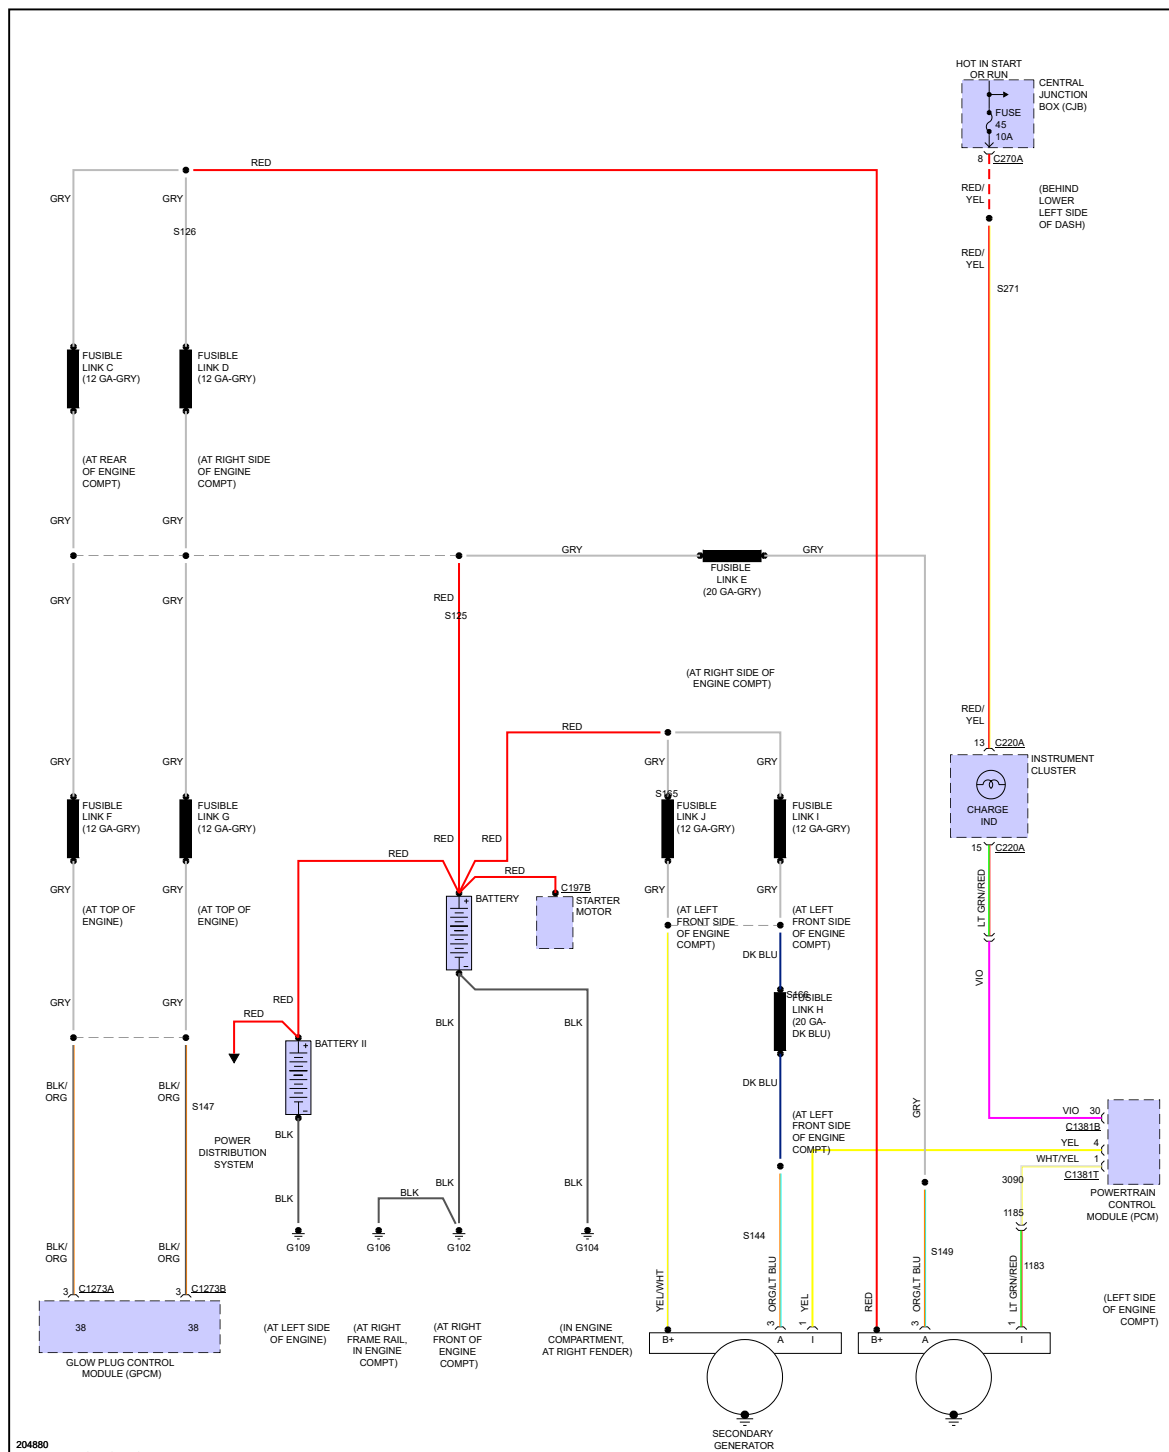 HOT IN START
OR RUN
CENTRAL
JUNCTION
BOX (CJB)
FUSE
45
10A
8 C270A
RED/
YEL
(BEHIND
LOWER
LEFT SIDE
OF DASH)
RED/
YEL
S271
RED
GRY
GRY
S126
FUSIBLE
LINK C
(12 GA-GRY)
FUSIBLE
LINK D
(12 GA-GRY)
(AT REAR
OF ENGINE
COMPT)
(AT RIGHT SIDE
OF ENGINE
COMPT)
GRY
GRY
GRY
GRY
FUSIBLE
LINK E
(20 GA-GRY)
GRY
GRY
RED
S125
(AT RIGHT SIDE OF
ENGINE COMPT)
RED/
YEL
RED
13 C220A
INSTRUMENT
CLUSTER
CHARGE
IND
15 C220A
GRY
GRY
GRY
GRY
S165
FUSIBLE
LINK F
(12 GA-GRY)
FUSIBLE
LINK G
(12 GA-GRY)
FUSIBLE
LINK J
(12 GA-GRY)
FUSIBLE
LINK I
(12 GA-GRY)
RED
RED
RED
RED
C197B
STARTER
MOTOR
BATTERY
+
–
GRY
GRY
GRY
GRY
(AT TOP OF
ENGINE)
(AT TOP OF
ENGINE)
(AT LEFT
FRONT SIDE
OF ENGINE
COMPT)
(AT LEFT
FRONT SIDE
OF ENGINE
COMPT)
LT GRN/RED
VIO
DK BLU
S166
FUSIBLE
LINK H
(20 GA-
DK BLU)
DK BLU
GRY
GRY
RED
RED
BLK
BLK
BATTERY II
+
–
BLK/
ORG
BLK/
ORG
S147
POWER
DISTRIBUTION
SYSTEM
BLK
(AT LEFT
FRONT SIDE
OF ENGINE
COMPT)
GRY
VIO 30
C1381B
YEL 4
WHT/YEL 1
C1381T
POWERTRAIN
CONTROL
MODULE (PCM)
3090
1185
1183
BLK
BLK
BLK
BLK
G109
G106
G102
G104
S144
S149
BLK/
ORG
BLK/
ORG
3 C1273A
3 C1273B
38
38
GLOW PLUG CONTROL
MODULE (GPCM)
(AT LEFT SIDE
OF ENGINE)
(AT RIGHT
FRAME RAIL,
IN ENGINE
COMPT)
(AT RIGHT
FRONT OF
ENGINE
COMPT)
(IN ENGINE
COMPARTMENT,
AT RIGHT FENDER)
YEL/WHT
3 ORG/LT BLU
1 YEL
RED
3 ORG/LT BLU
1 LT GRN/RED
(LEFT SIDE
OF ENGINE
COMPT)
B+ A I
B+ A I
SECONDARY
GENERATOR
204880